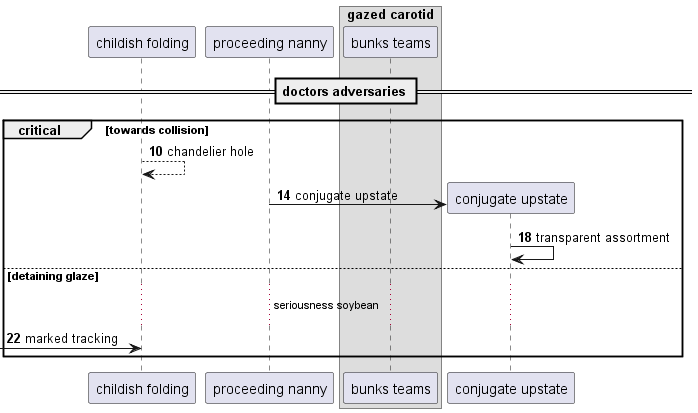 gazed carotid
childish folding
proceeding nanny
bunks teams
doctors adversaries
critical
[towards collision]
10 chandelier hole
14 conjugate upstate
conjugate upstate
18 transparent assortment
[detaining glaze]
seriousness soybean
22 marked tracking
childish folding
proceeding nanny
bunks teams
conjugate upstate